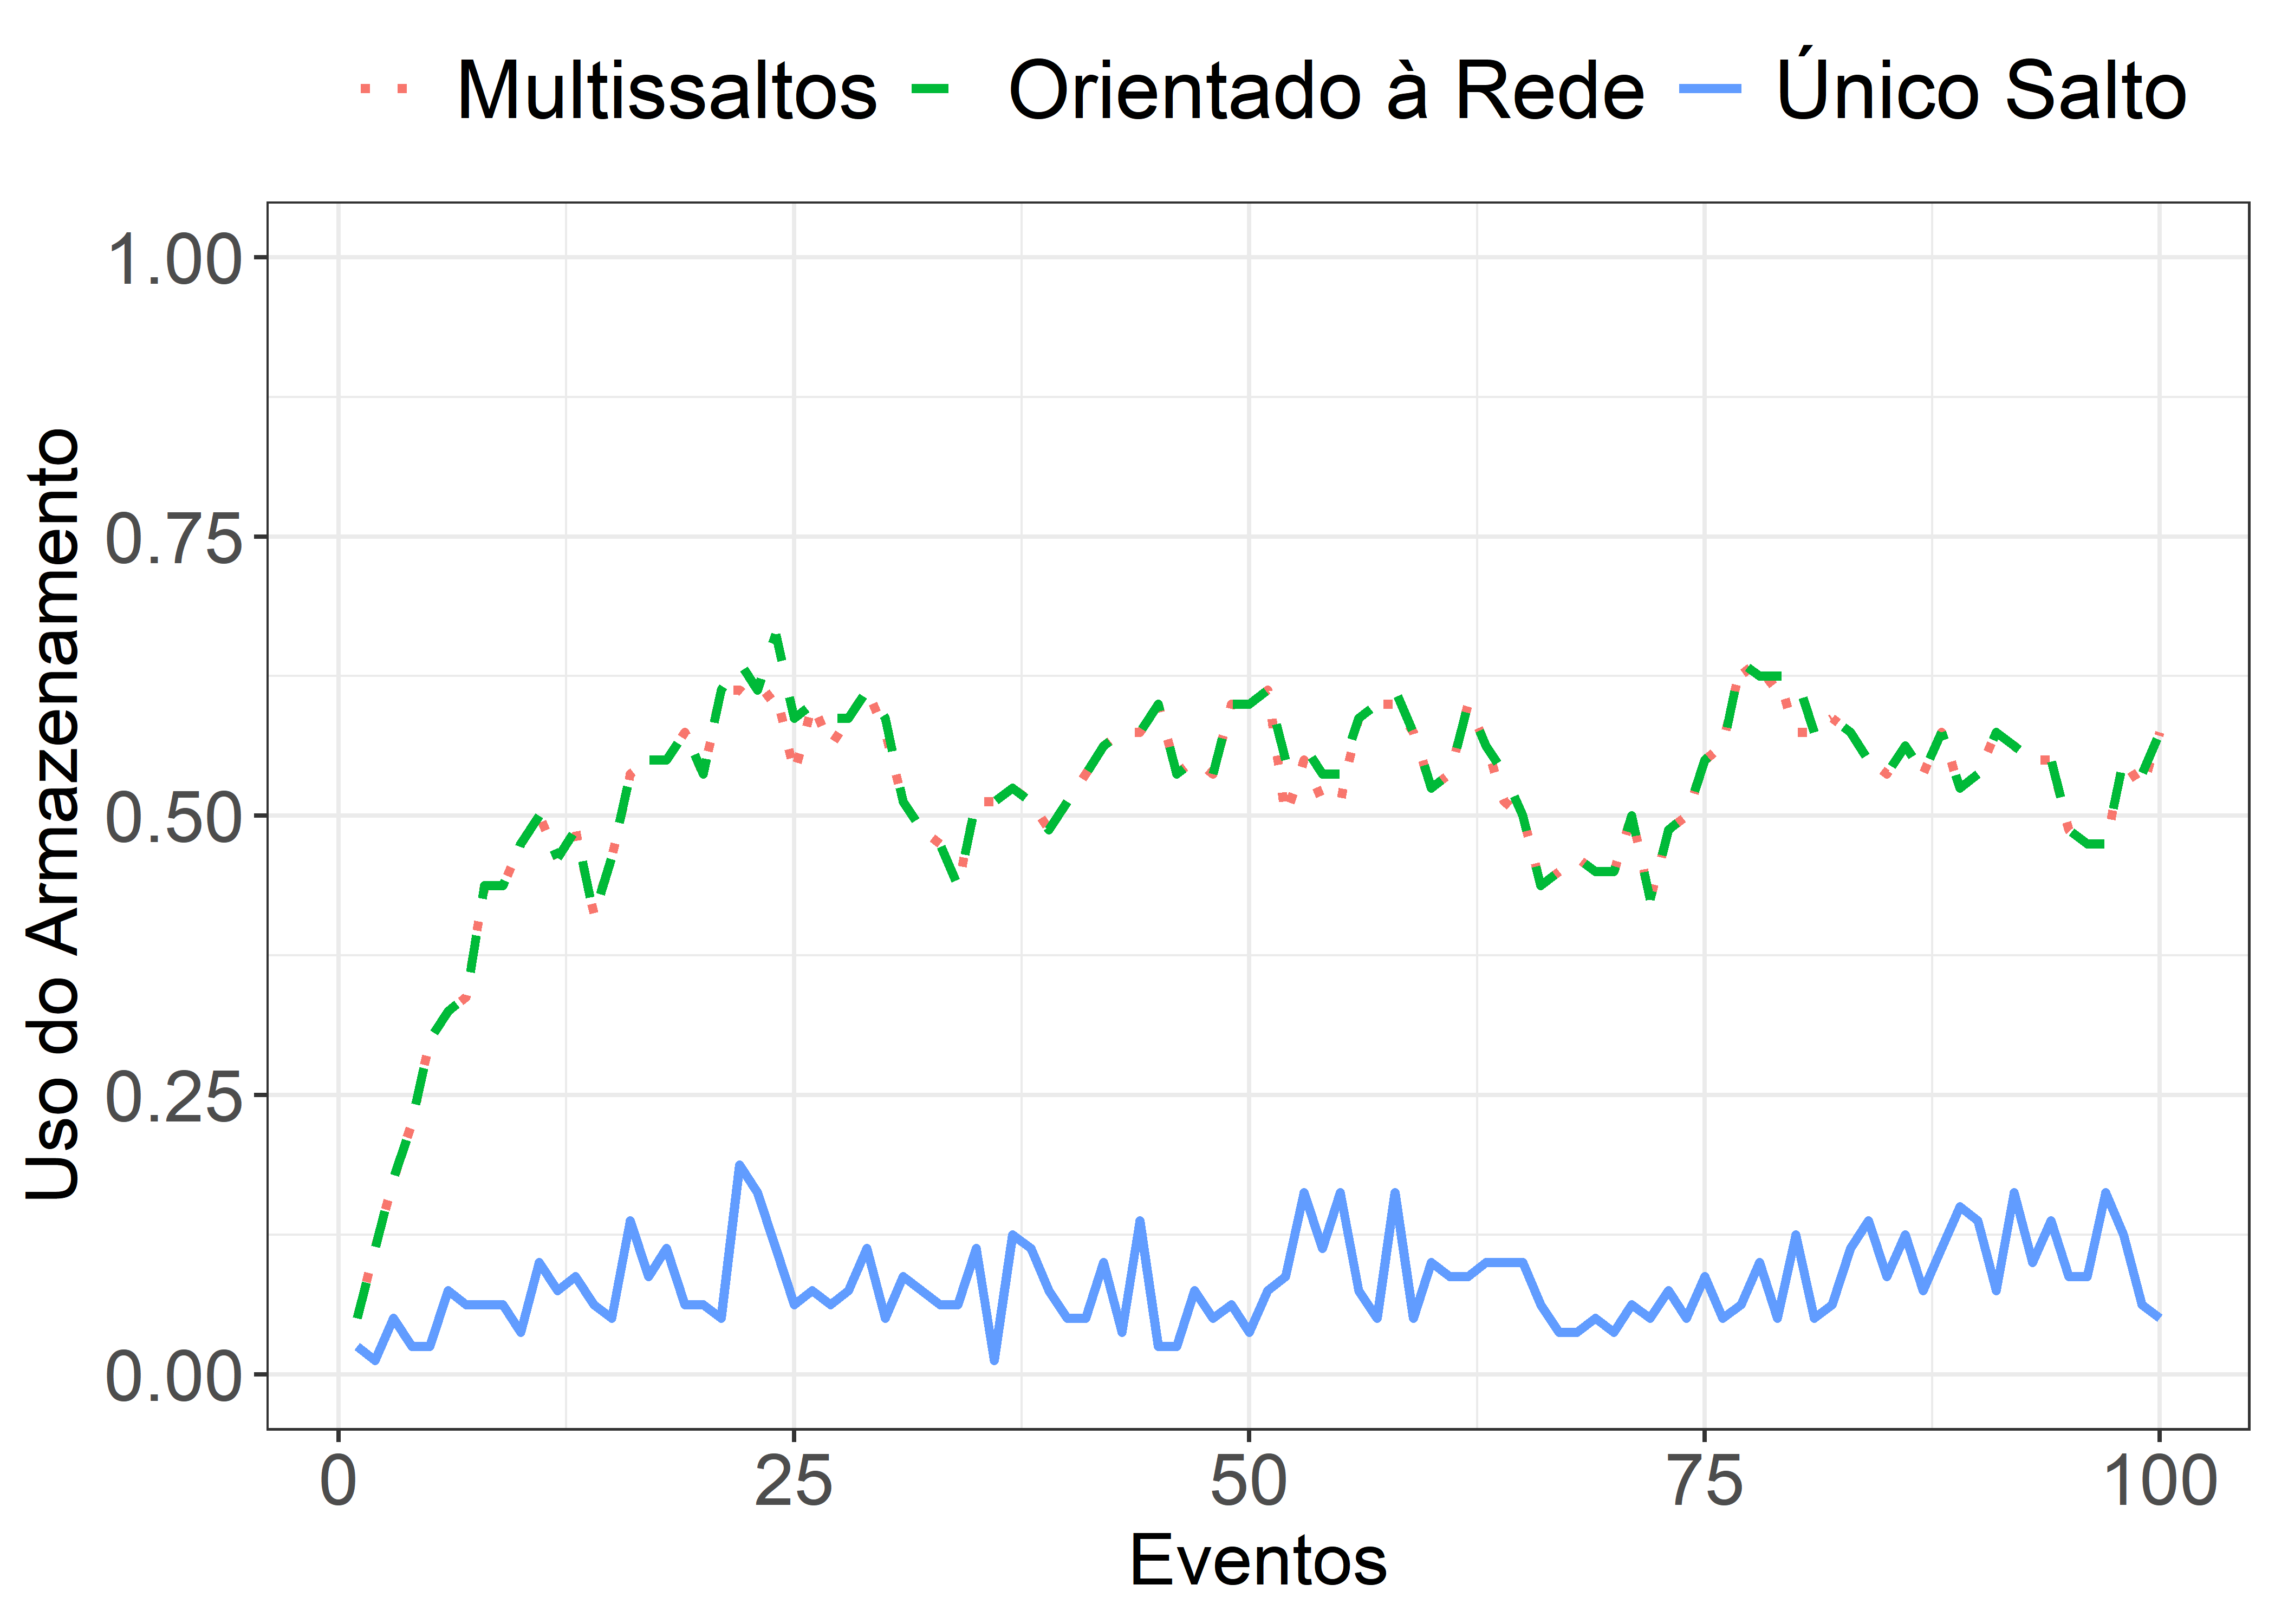 Multissaltos Orientado à Rede Único Salto
Uso do Armazenamento
1.00
0.75
0.50
0.25
0.00
0 25 50 75 100
Eventos